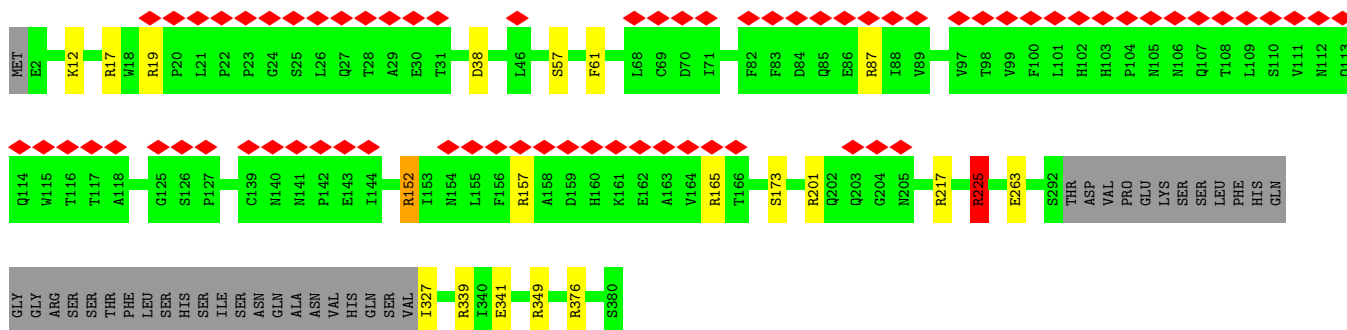 MET E2 K12 R17 W18 R19 P20 L21 P22 P23 G24 S25 L26 Q27 T28 A29 E30 T31 D38 L46 S57 F61 L68 C69 D70 I71 F82 F83 D84 Q85 E86 R87 I88 V89 V97 T98 V99 F100 L101 H102 H103 P104 N105 N106 Q107 T108 L109 S110 V111 N112
Q114 W115 T116 T117 A118 G125 S126 P127 C139 N140 N141 P142 E143 I144 R152 I153 N154 L155 F156 R157 A158 D159 H160 K161 E162 A163 V164 R165 T166 S173 R201 Q202 Q203 G204 N205 R217 R225 E263 S292 THR ASP VAL PRO GLU LYS SER SER LEU PHE HIS GLN
GLY GLY ARG SER SER THR PHE LEU SER HIS SER ILE SER ASN GLN ALA ASN VAL HIS GLN SER VAL I327 R339 I340 E341 R349 R376 S380